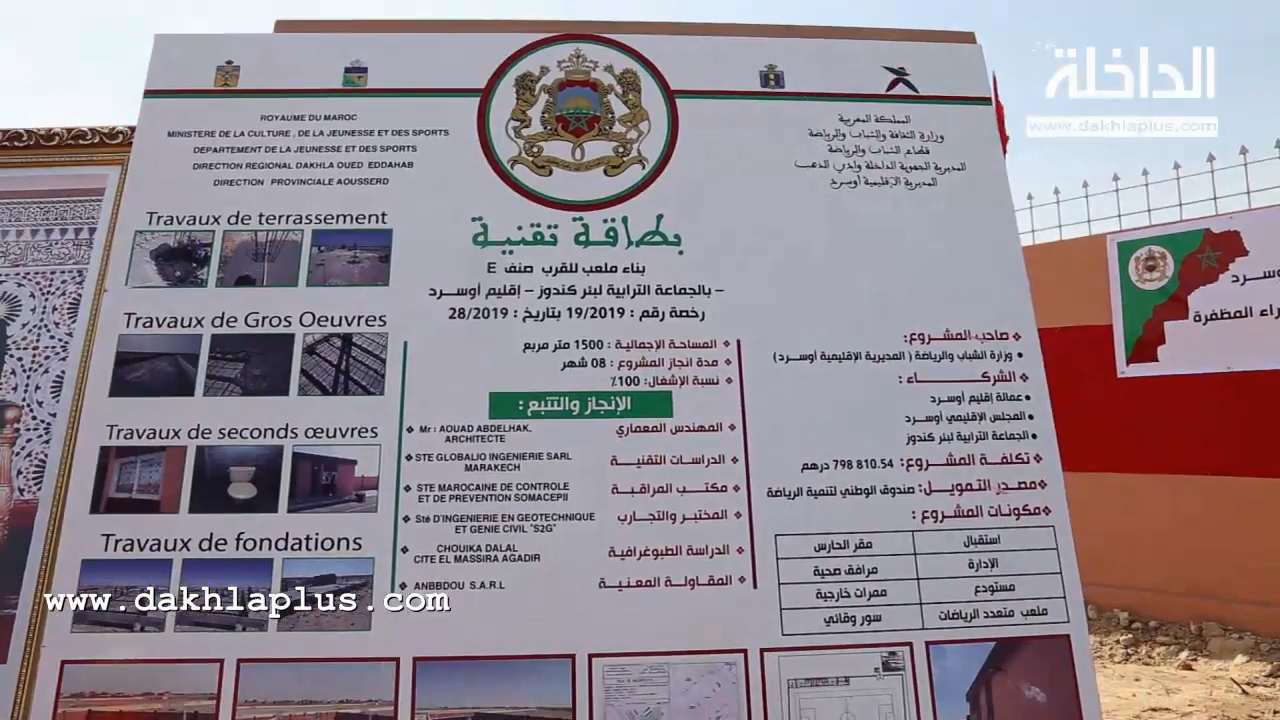 الداخلة
www.dakhlaplus.com
ROYAUME DU MAROC
MINISTERE DE LA CULTURE , DE LA JEUNESSE ET DES SPORTS
DEPARTEMENT DE LA JEUNESSE ET DES SPORTS
DIRECTION REGIONAL DAKHLA OUED EDDAHAB
DIRECTION PROVINCIALE AOUSSERD
المملكة المغربية
وزارة الثقافة والشباب والرياضة
قطاع الشباب والرياضة
المديرية الجهوية الداخلة وادي الذهب
المديرية الإقليمية أوسرد
بطاقة تقنية
بناء ملعب للقرب صنف E
– بالجماعة الترابية لبئر كندوز – إقليم أوسرد
رخصة رقم : 19/2019 بتاريخ : 28/2019
Travaux de terrassement
Travaux de Gros Oeuvres
Travaux de seconds œuvres
Travaux de fondations
❖ المساحة الإجمالية : 1500 متر مربع
❖ مدة انجاز المشروع : 08 شهر
❖ نسبة الإشغال: 100٪
الإنجاز والتتبع :
❖ المهندس المعماري
❖ Mr : AOUAD ABDELHAK.
ARCHITECTE
❖ الدراسات التقنية
❖ STE GLOBALIO INGENIERIE SARL
MARAKECH
❖ مكتب المراقبة
❖ STE MAROCAINE DE CONTROLE
ET DE PREVENTION SOMACEPII
❖ المختبر والتجارب
❖ Sté D'INGENIERIE EN GEOTECHNIQUE
ET GENIE CIVIL "S2G"
❖ الدراسة الطبوغرافية
❖ CHOUIKA DALAL
CITE EL MASSIRA AGADIR
❖ المقاولة المعنية
❖ ANBBDOU S.A.R.L
❖ صاحب المشروع:
• وزارة الشباب والرياضة ( المديرية الإقليمية أوسرد)
❖ الشركاء :
• عمالة إقليم أوسرد
• المجلس الإقليمي أوسرد
• الجماعة الترابية لبئر كندوز
❖ تكلفة المشروع: 798 810.54 درهم
❖ مصدر التمويل: صندوق الوطني لتنمية الرياضة
❖ مكونات المشروع :
استقبال مقر الحارس
الإدارة مرافق صحية
مستودع ممرات خارجية
ملعب متعدد الرياضات سور وقائي
وسرد
راء المظفرة
www.dakhlaplus.com